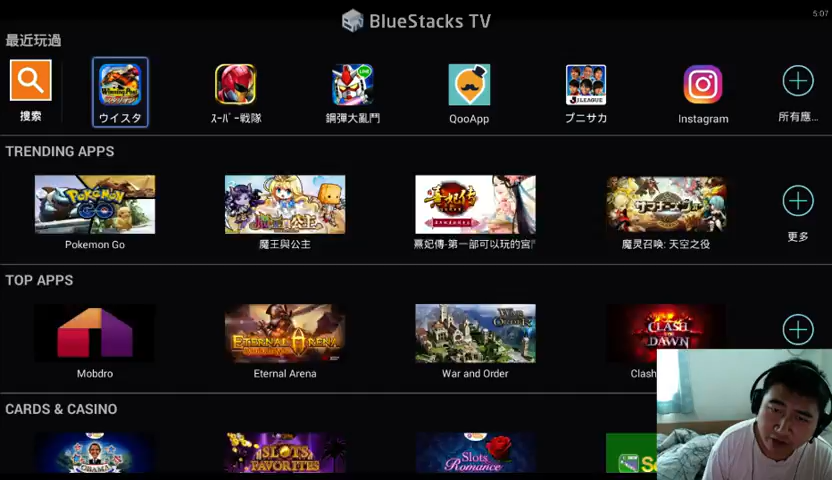 BlueStacks TV
5:07
最近玩過
搜索
ウイスタ
ｽｰﾊﾟｰ戦隊
鋼彈大亂鬥
QooApp
プニサカ
Instagram
所有應...
TRENDING APPS
Pokemon Go
魔王與公主
熹妃傳-第一部可以玩的宮鬥
魔灵召唤: 天空之役
更多
TOP APPS
Mobdro
Eternal Arena
War and Order
Clash
CARDS & CASINO
OBAMA
SLOTS
FAVORITES
Slots
Romance